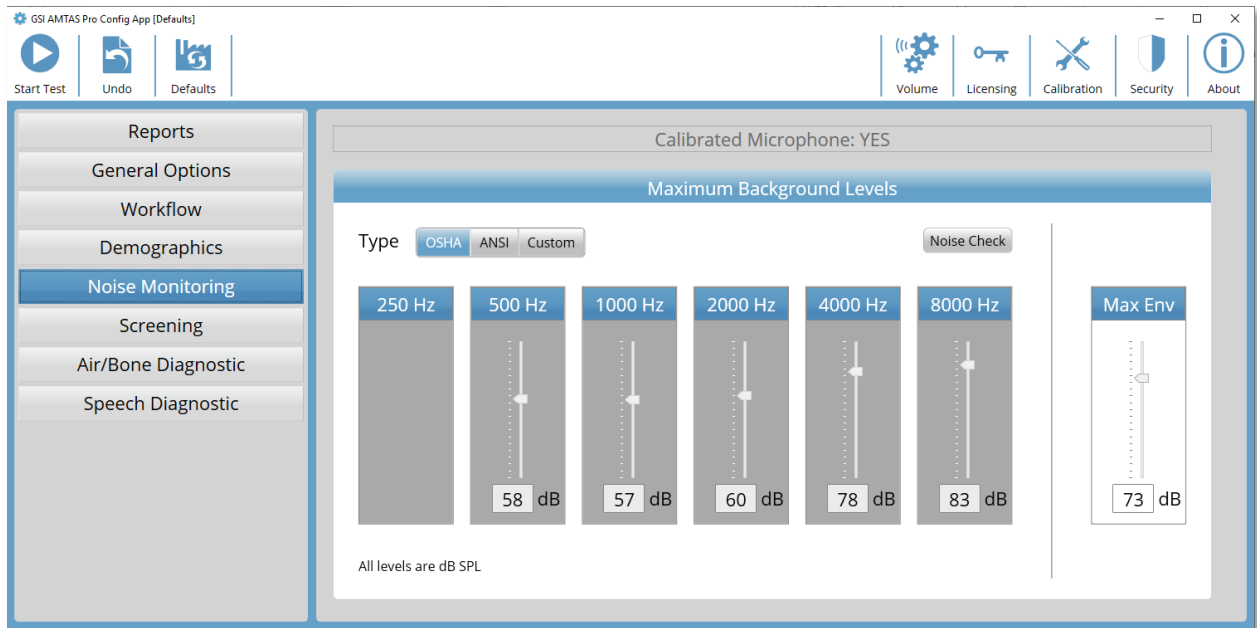 GSI AMTAS Pro Config App [Defaults]
Start Test Undo Defaults Volume Licensing Calibration Security About
Reports
General Options
Workflow
Demographics
Noise Monitoring
Screening
Air/Bone Diagnostic
Speech Diagnostic
Calibrated Microphone: YES
Maximum Background Levels
Type OSHA ANSI Custom Noise Check
250 Hz 500 Hz 1000 Hz 2000 Hz 4000 Hz 8000 Hz Max Env
58 dB 57 dB 60 dB 78 dB 83 dB 73 dB
All levels are dB SPL